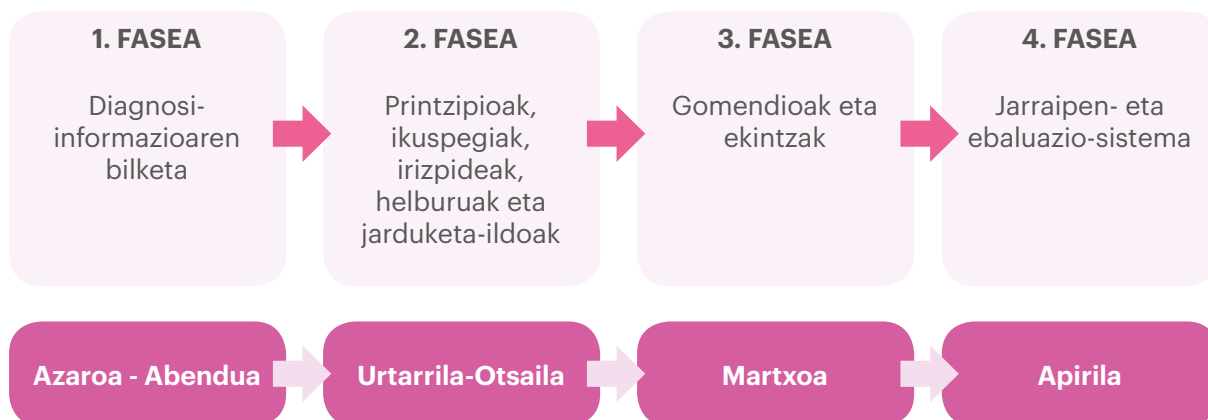 1. FASEA
Diagnosi-
informazioaren
bilketa
2. FASEA
Printzipioak,
ikuspegiak,
irizpideak,
helburuak eta
jarduketa-ildoak
3. FASEA
Gomendioak eta
ekintzak
4. FASEA
Jarraipen- eta
ebaluazio-sistema
Azaroa - Abendua
Urtarrila-Otsaila
Martxoa
Apirila